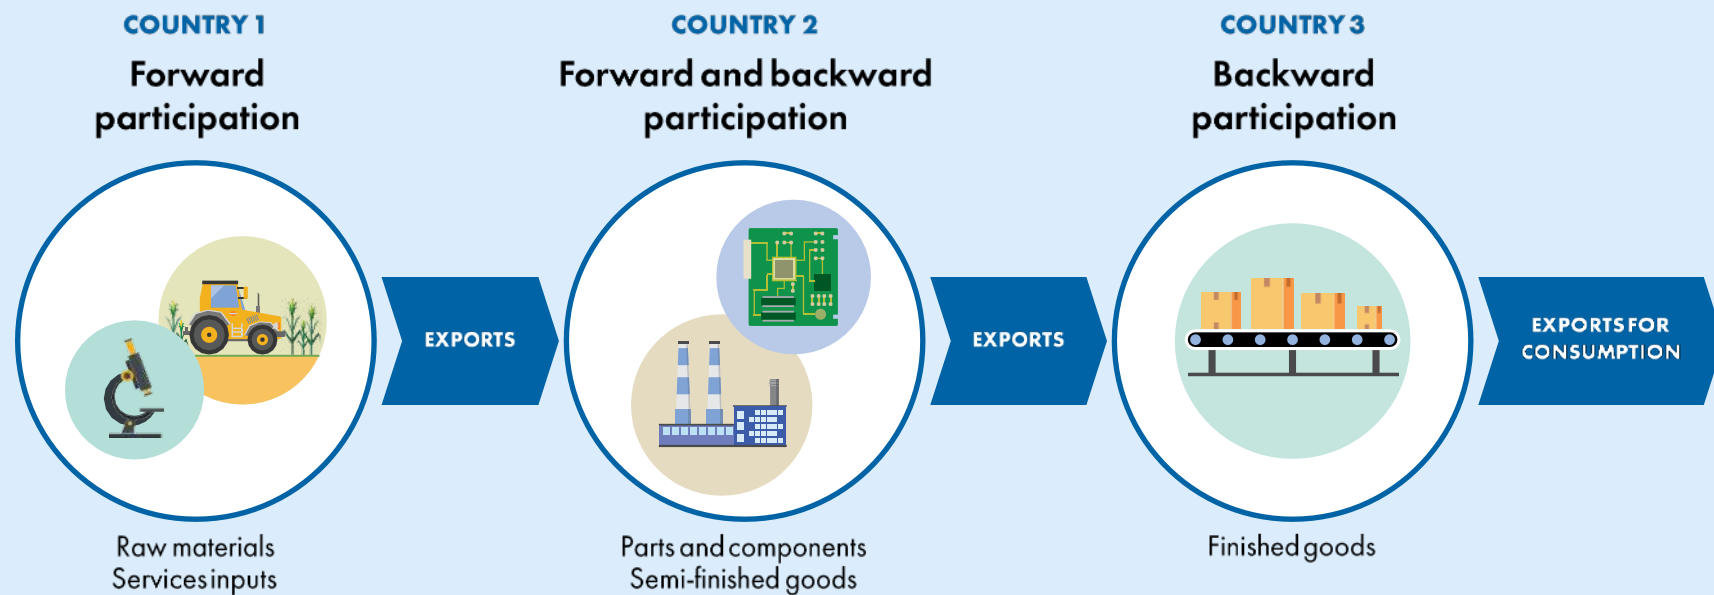 COUNTRY 1
Forward
participation
COUNTRY 2
Forward and backward
participation
COUNTRY 3
Backward
participation
EXPORTS
EXPORTS
EXPORTS FOR
CONSUMPTION
Raw materials
Services inputs
Parts and components
Semi-finished goods
Finished goods